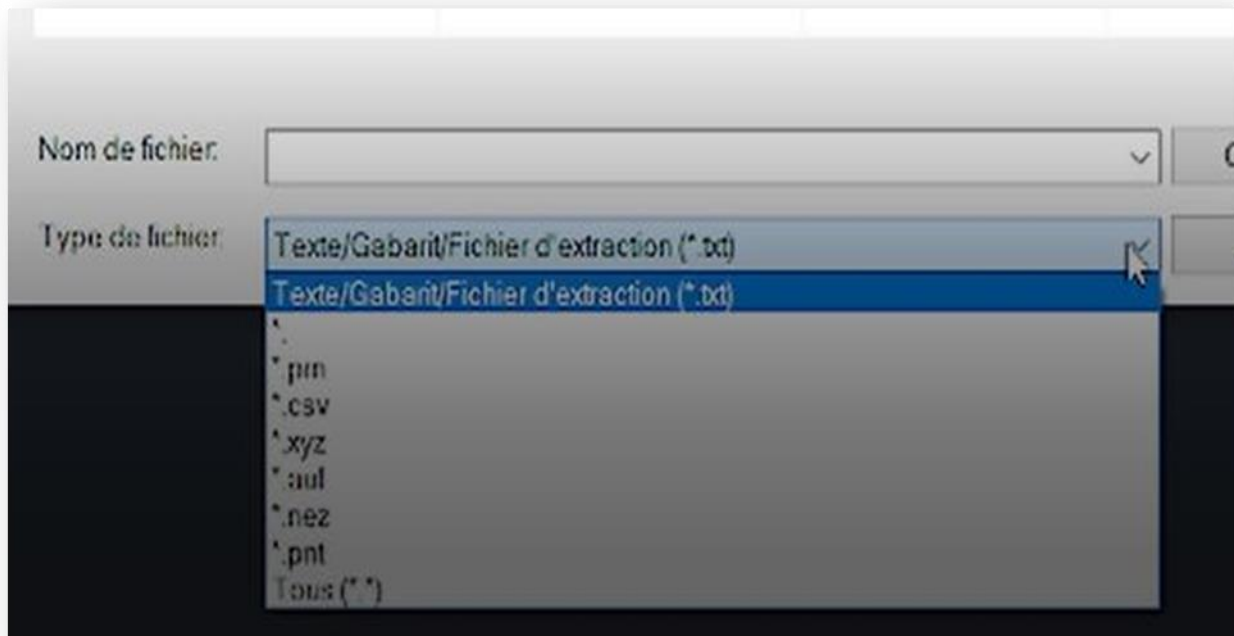 Nom de fichier:
Type de fichier:
Texte/Gabarit/Fichier d'extraction (*.txt)
Texte/Gabarit/Fichier d'extraction (*.txt)
*.
*.prn
*.csv
*.xyz
*.auf
*.nez
*.pnt
Tous (*.*)